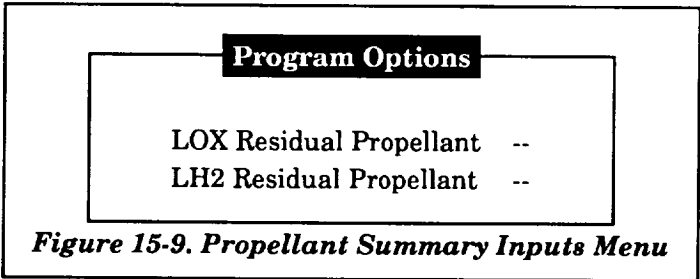 Program Options
LOX Residual Propellant --
LH2 Residual Propellant --
Figure 15-9. Propellant Summary Inputs Menu